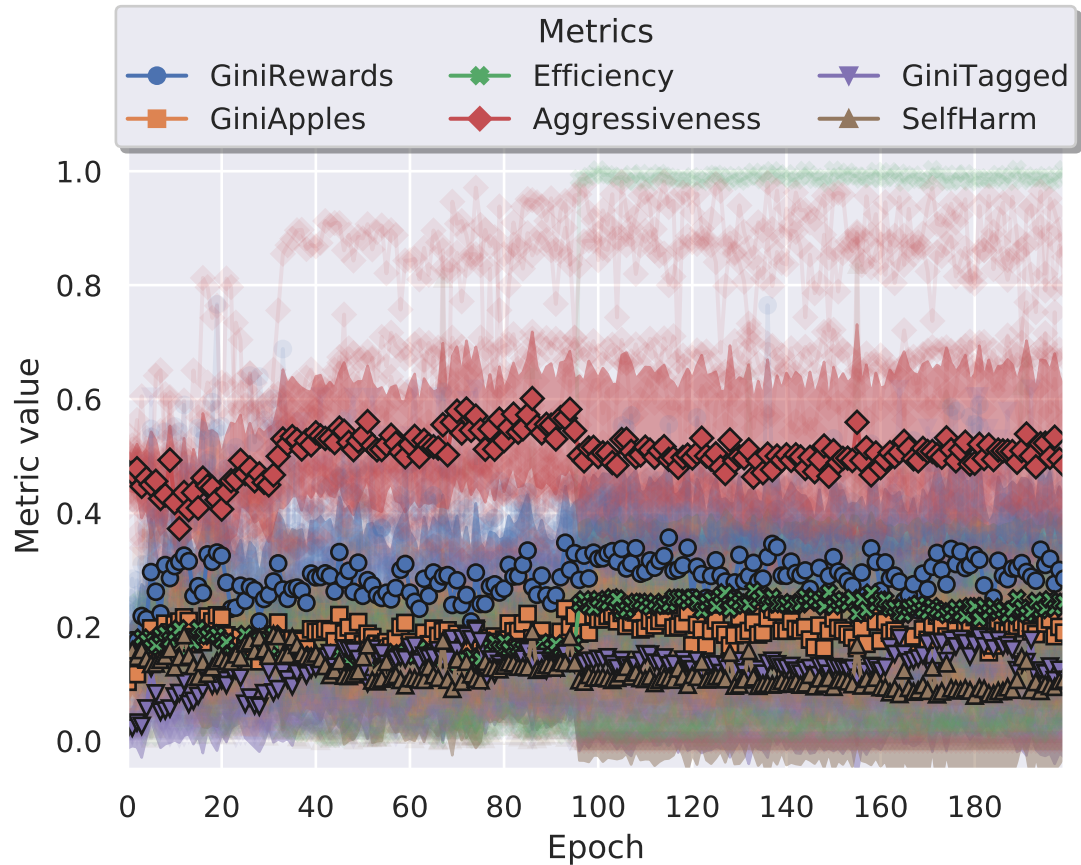 Metrics
GiniRewards Efficiency GiniTagged
GiniApples Aggressiveness SelfHarm
Metric value
1.0
0.8
0.6
0.4
0.2
0.0
0 20 40 60 80 100 120 140 160 180
Epoch